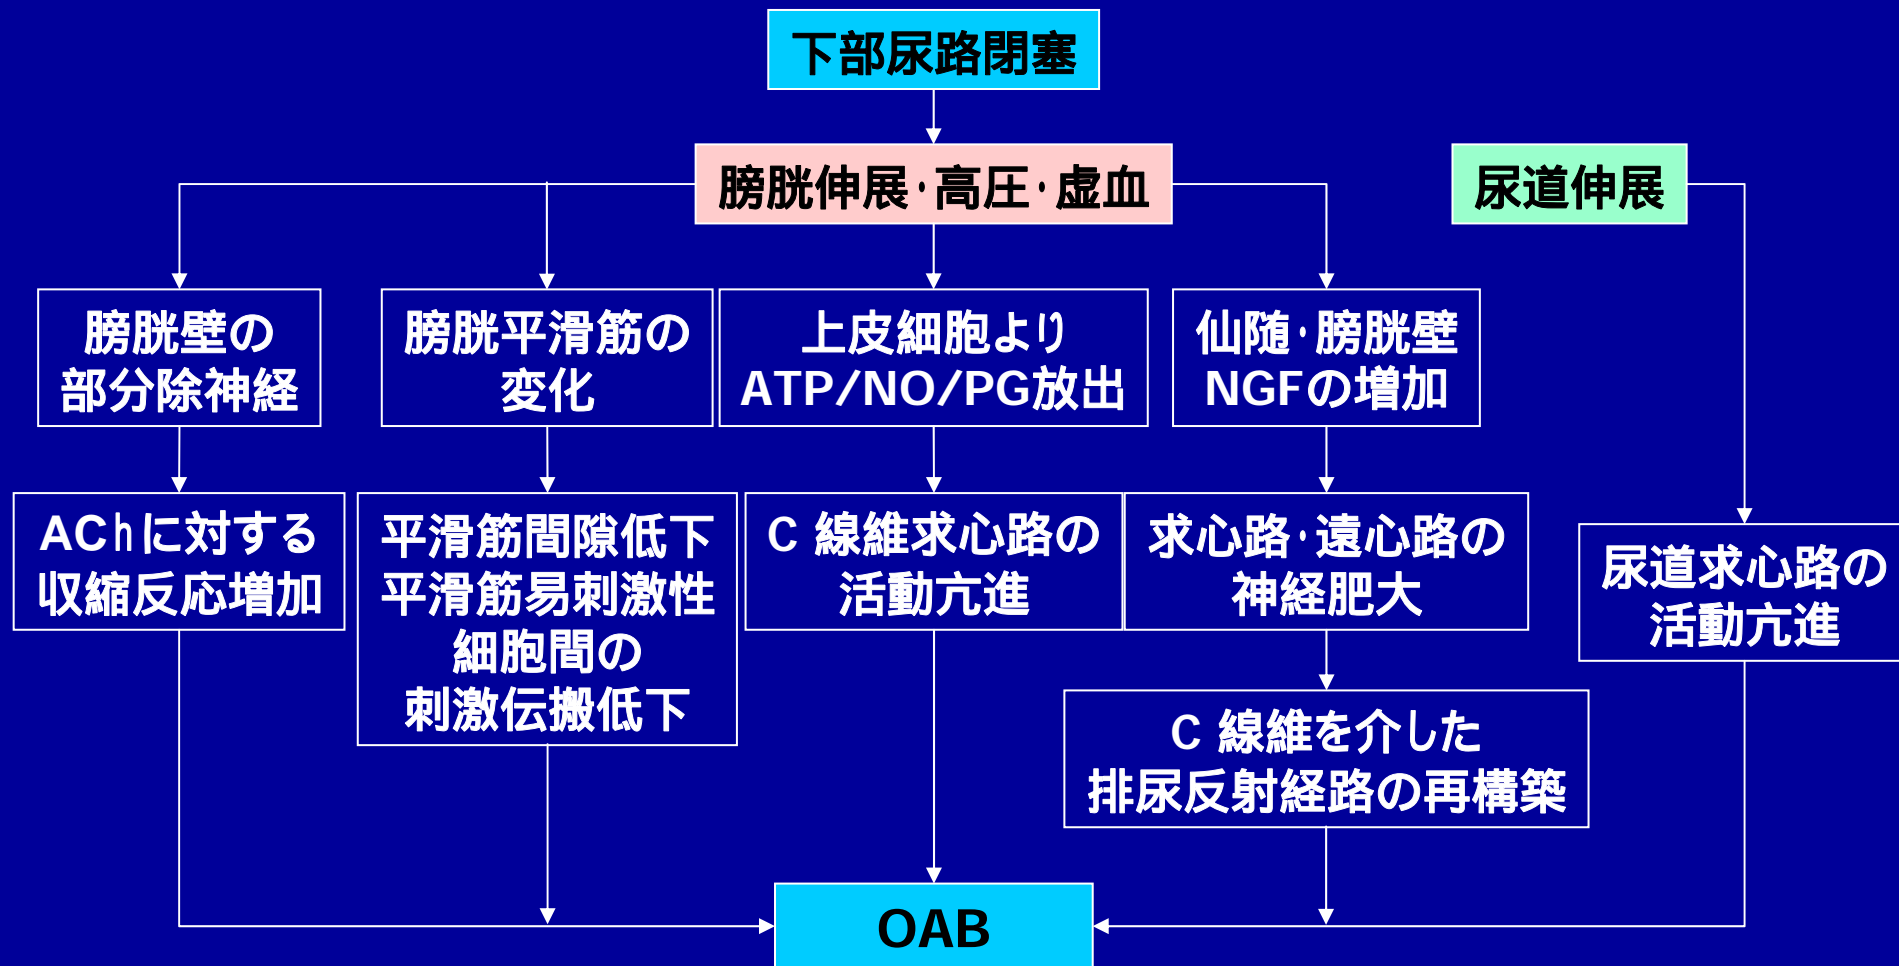 下部尿路閉塞
膀胱伸展・高圧・虚血
尿道伸展
膀胱壁の
部分除神経
膀胱平滑筋の
変化
上皮細胞より
ATP/NO/PG放出
仙随・膀胱壁
NGFの増加
AChに対する
収縮反応増加
平滑筋間隙低下
平滑筋易刺激性
細胞間の
刺激伝搬低下
C 線維求心路の
活動亢進
求心路・遠心路の
神経肥大
尿道求心路の
活動亢進
C 線維を介した
排尿反射経路の再構築
OAB